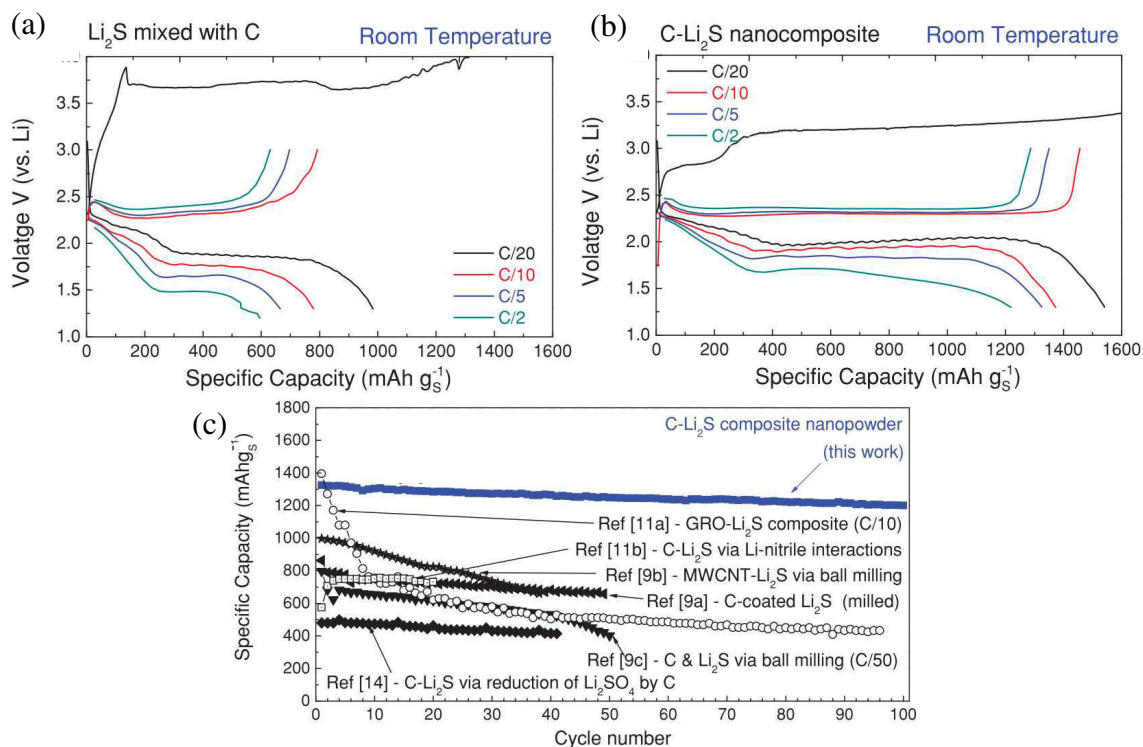 (a)
Li₂S mixed with C
Room Temperature
Volatge V (vs. Li)
3.5
3.0
2.5
2.0
1.5
1.0
C/20
C/10
C/5
C/2
0 200 400 600 800 1000 1200 1400 1600
Specific Capacity (mAh g_S⁻¹)
(b)
C-Li₂S nanocomposite
Room Temperature
C/20
C/10
C/5
C/2
Volatge V (vs. Li)
3.5
3.0
2.5
2.0
1.5
1.0
0 200 400 600 800 1000 1200 1400 1600
Specific Capacity (mAh g_S⁻¹)
(c)
Specific Capacity (mAhg_S⁻¹)
1800
1600
1400
1200
1000
800
600
400
200
0
C-Li₂S composite nanopowder
(this work)
Ref [11a] - GRO-Li₂S composite (C/10)
Ref [11b] - C-Li₂S via Li-nitrile interactions
Ref [9b] - MWCNT-Li₂S via ball milling
Ref [9a] - C-coated Li₂S (milled)
Ref [9c] - C & Li₂S via ball milling (C/50)
Ref [14] - C-Li₂S via reduction of Li₂SO₄ by C
0 10 20 30 40 50 60 70 80 90 100
Cycle number